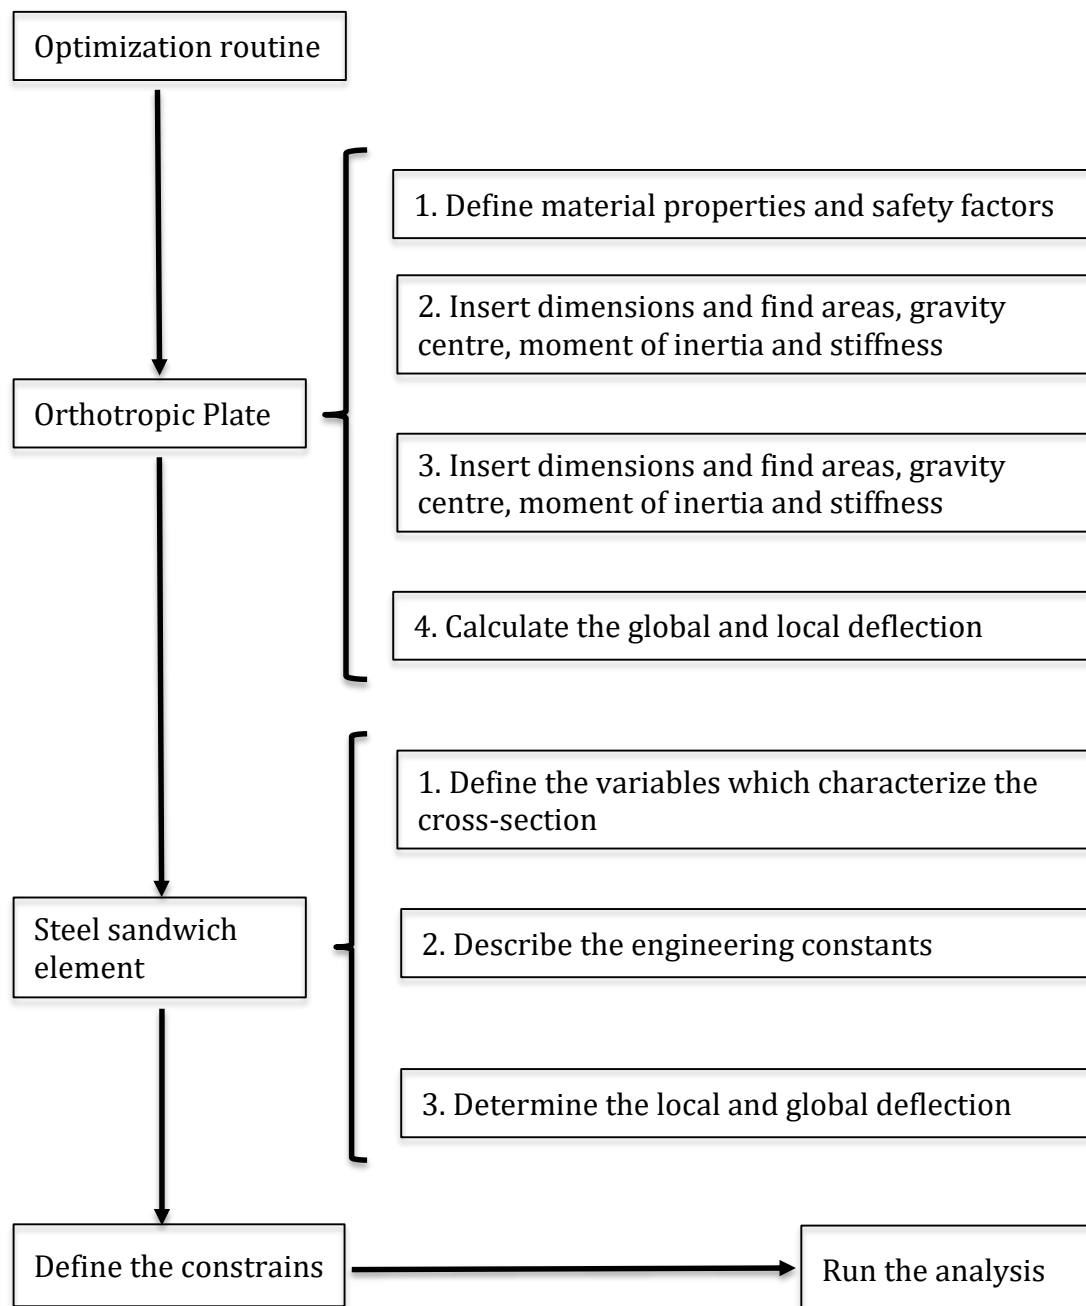 Optimization routine
1. Define material properties and safety factors
2. Insert dimensions and find areas, gravity
centre, moment of inertia and stiffness
Orthotropic Plate
3. Insert dimensions and find areas, gravity
centre, moment of inertia and stiffness
4. Calculate the global and local deflection
1. Define the variables which characterize the
cross-section
Steel sandwich
element
2. Describe the engineering constants
3. Determine the local and global deflection
Define the constrains
Run the analysis